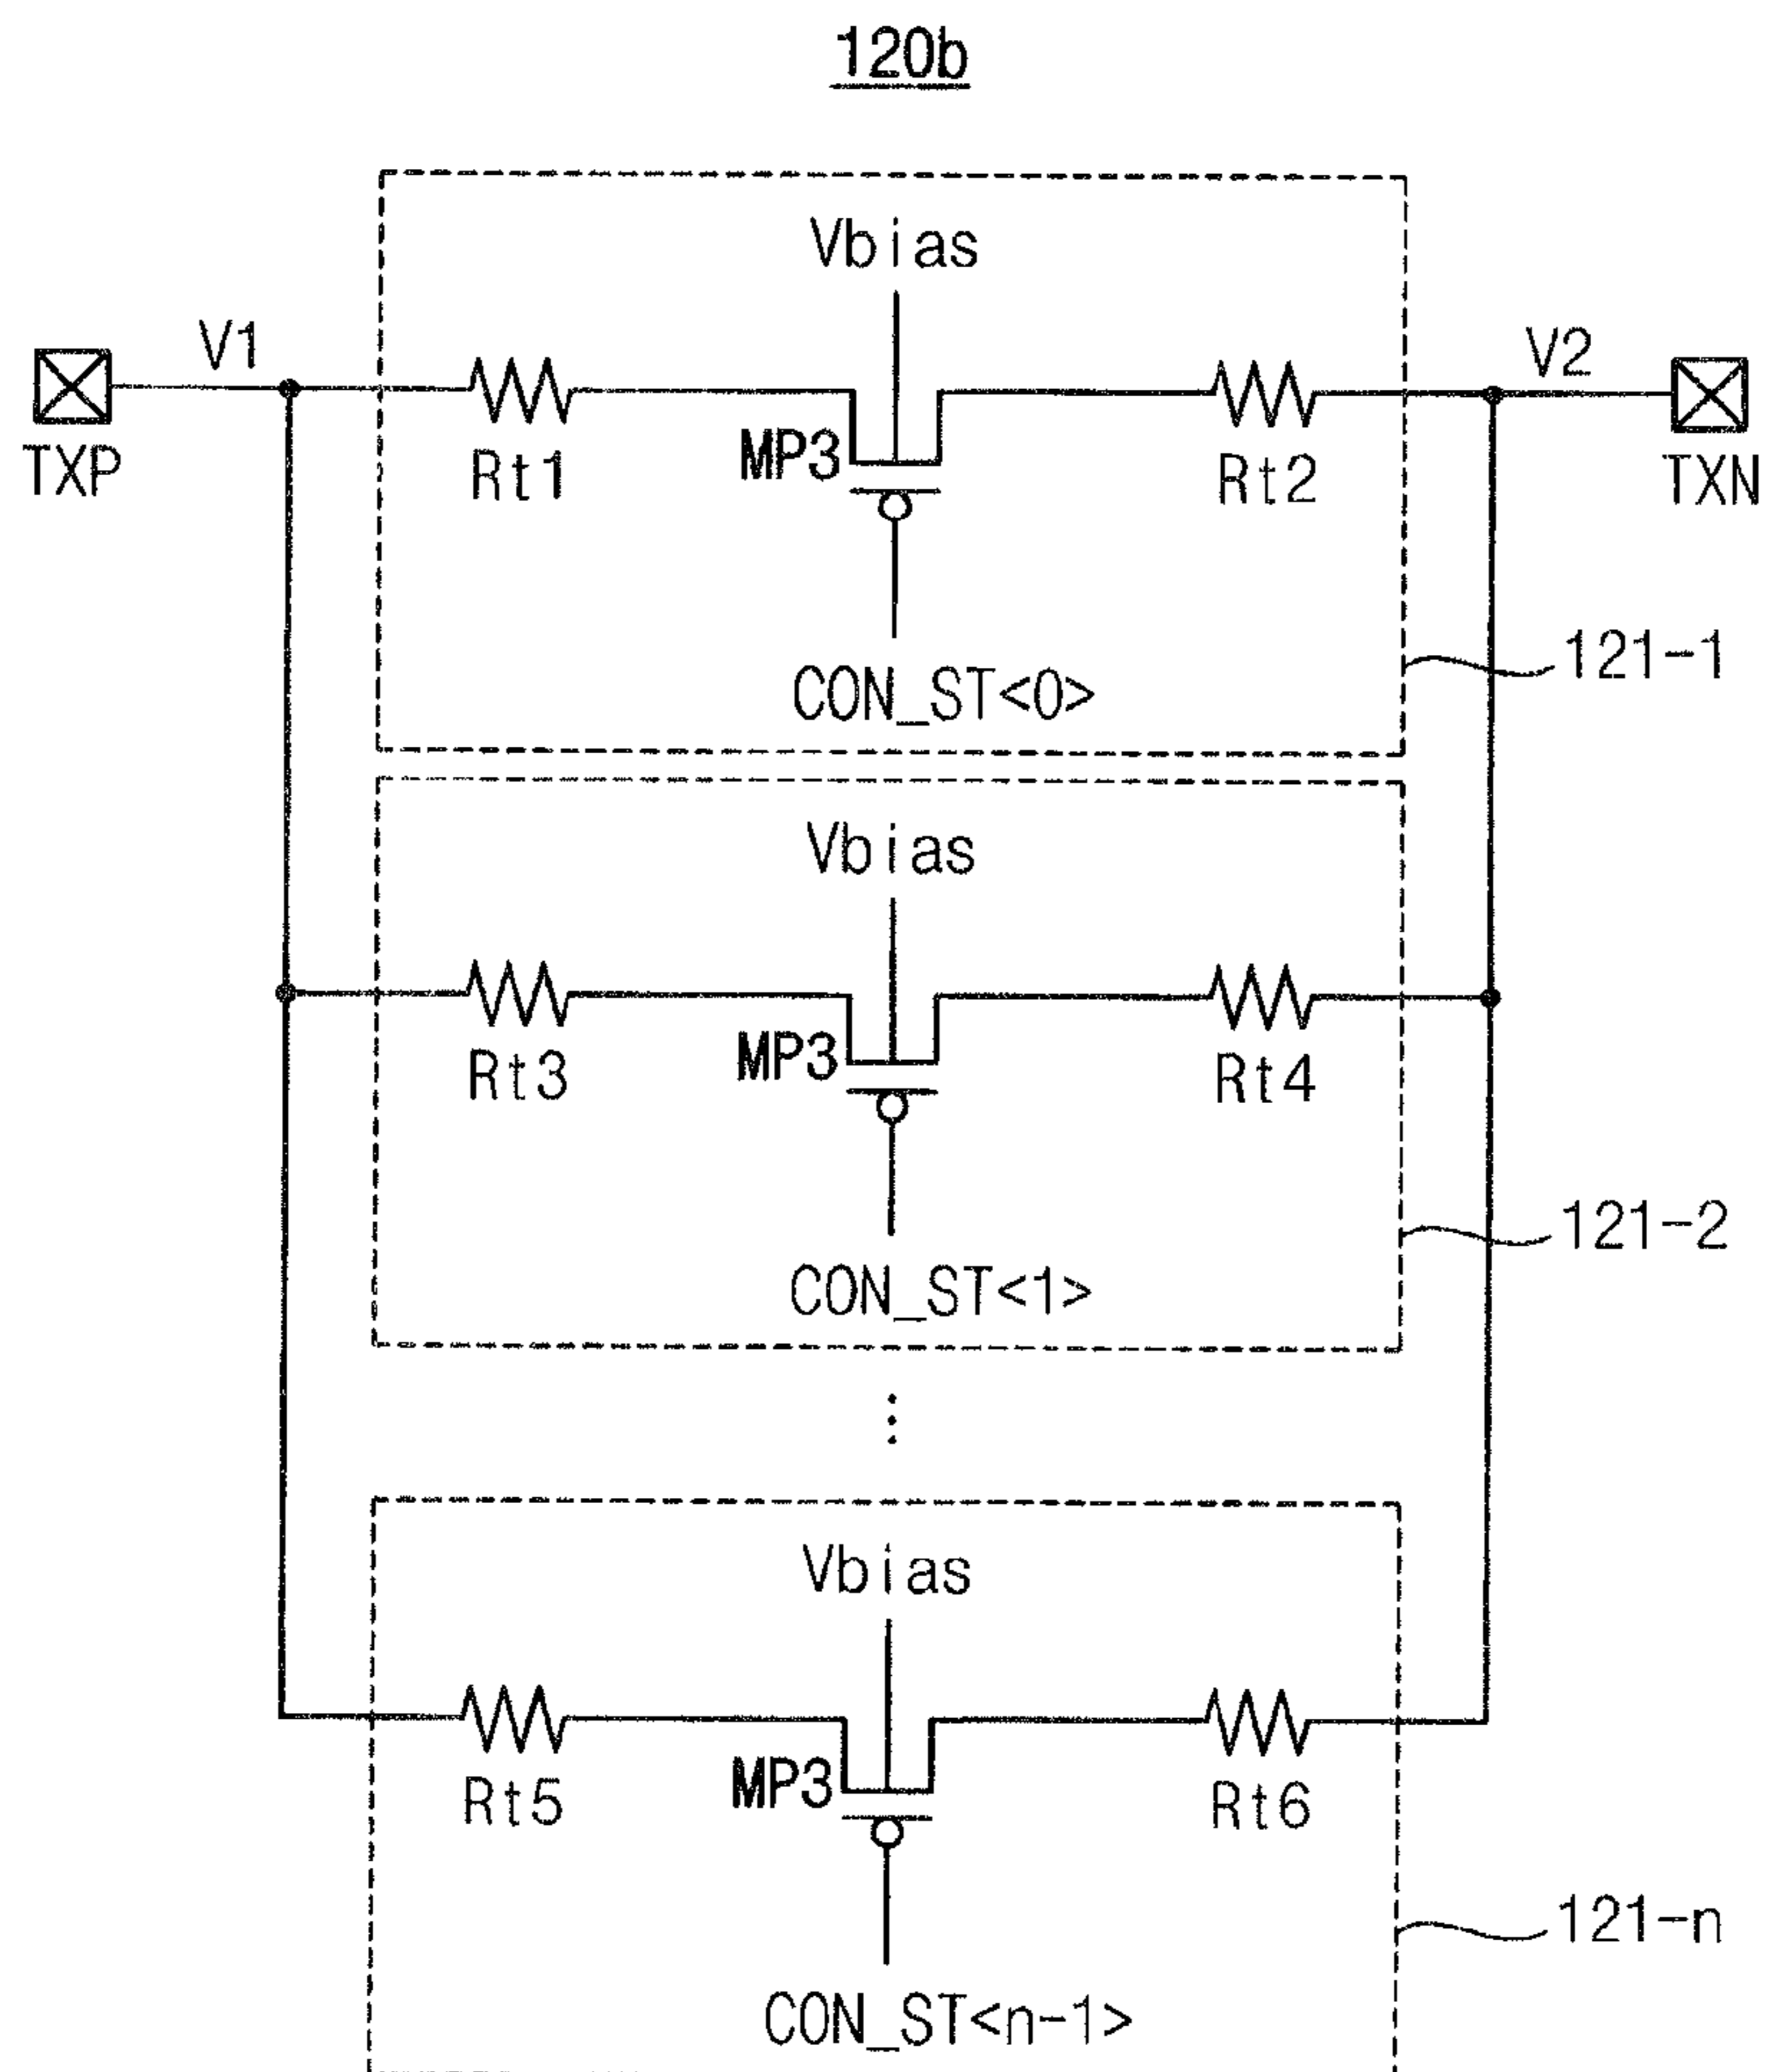 120b
Vbias
V1
V2
TXP
Rt1
MP3
Rt2
TXN
CON_ST<0>
121-1
Vbias
Rt3
MP3
Rt4
CON_ST<1>
121-2
Vbias
Rt5
MP3
Rt6
CON_ST<n-1>
121-n